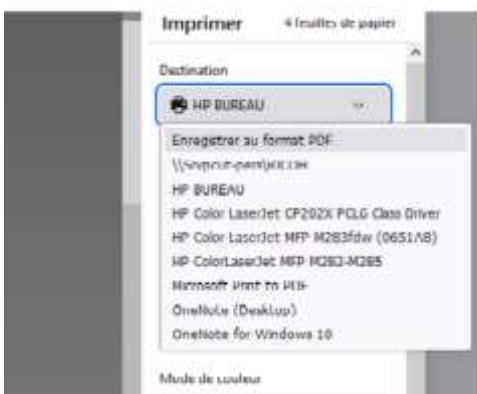 Imprimer 4 feuilles de papier
Destination
HP BUREAU
Enregistrer au format PDF
HP BUREAU
HP Color LaserJet CP202X PCL6 Class Driver
HP Color LaserJet MFP M283fdw (0651A8)
HP ColorLaserJet MFP M282-M285
Microsoft Print to PDF
OneNote (Desktop)
OneNote for Windows 10
Mode de couleur